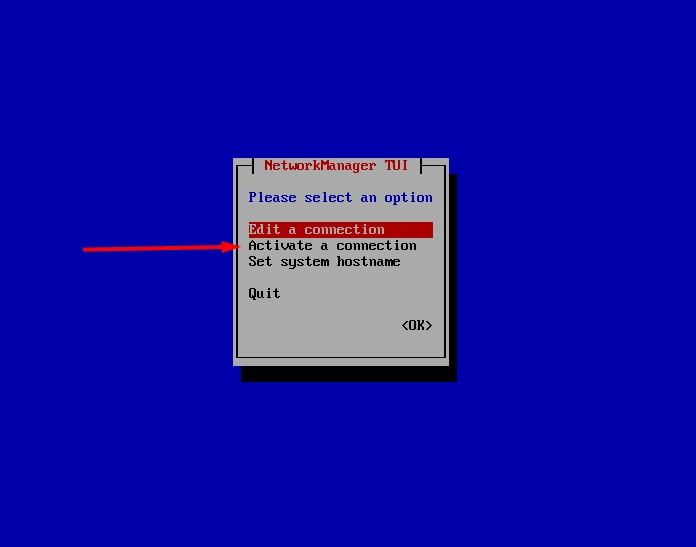 NetworkManager TUI
Please select an option
Edit a connection
Activate a connection
Set system hostname
Quit
<OK>